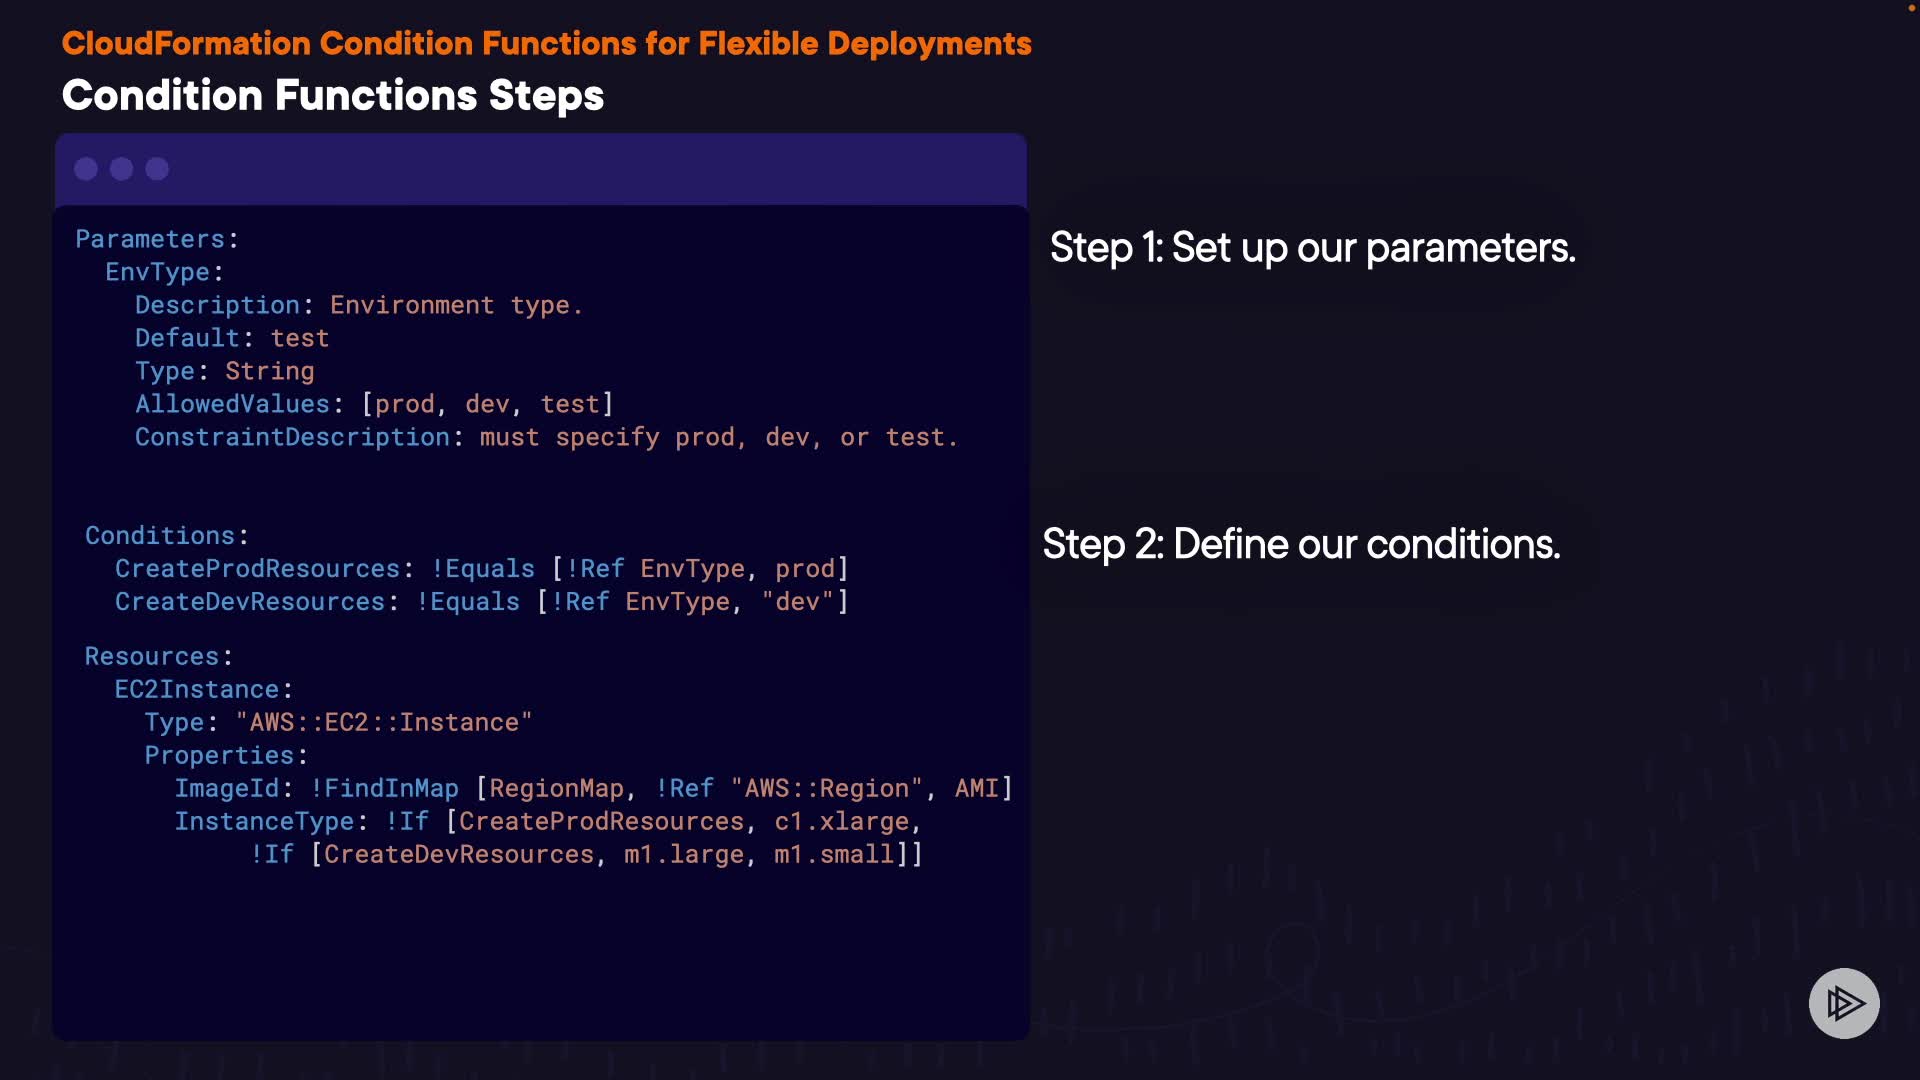 CloudFormation Condition Functions for Flexible Deployments
Condition Functions Steps
Parameters:
  EnvType:
    Description: Environment type.
    Default: test
    Type: String
    AllowedValues: [prod, dev, test]
    ConstraintDescription: must specify prod, dev, or test.
Step 1: Set up our parameters.
Conditions:
  CreateProdResources: !Equals [!Ref EnvType, prod]
  CreateDevResources: !Equals [!Ref EnvType, "dev"]
Step 2: Define our conditions.
Resources:
  EC2Instance:
    Type: "AWS::EC2::Instance"
    Properties:
      ImageId: !FindInMap [RegionMap, !Ref "AWS::Region", AMI]
      InstanceType: !If [CreateProdResources, c1.xlarge,
           !If [CreateDevResources, m1.large, m1.small]]